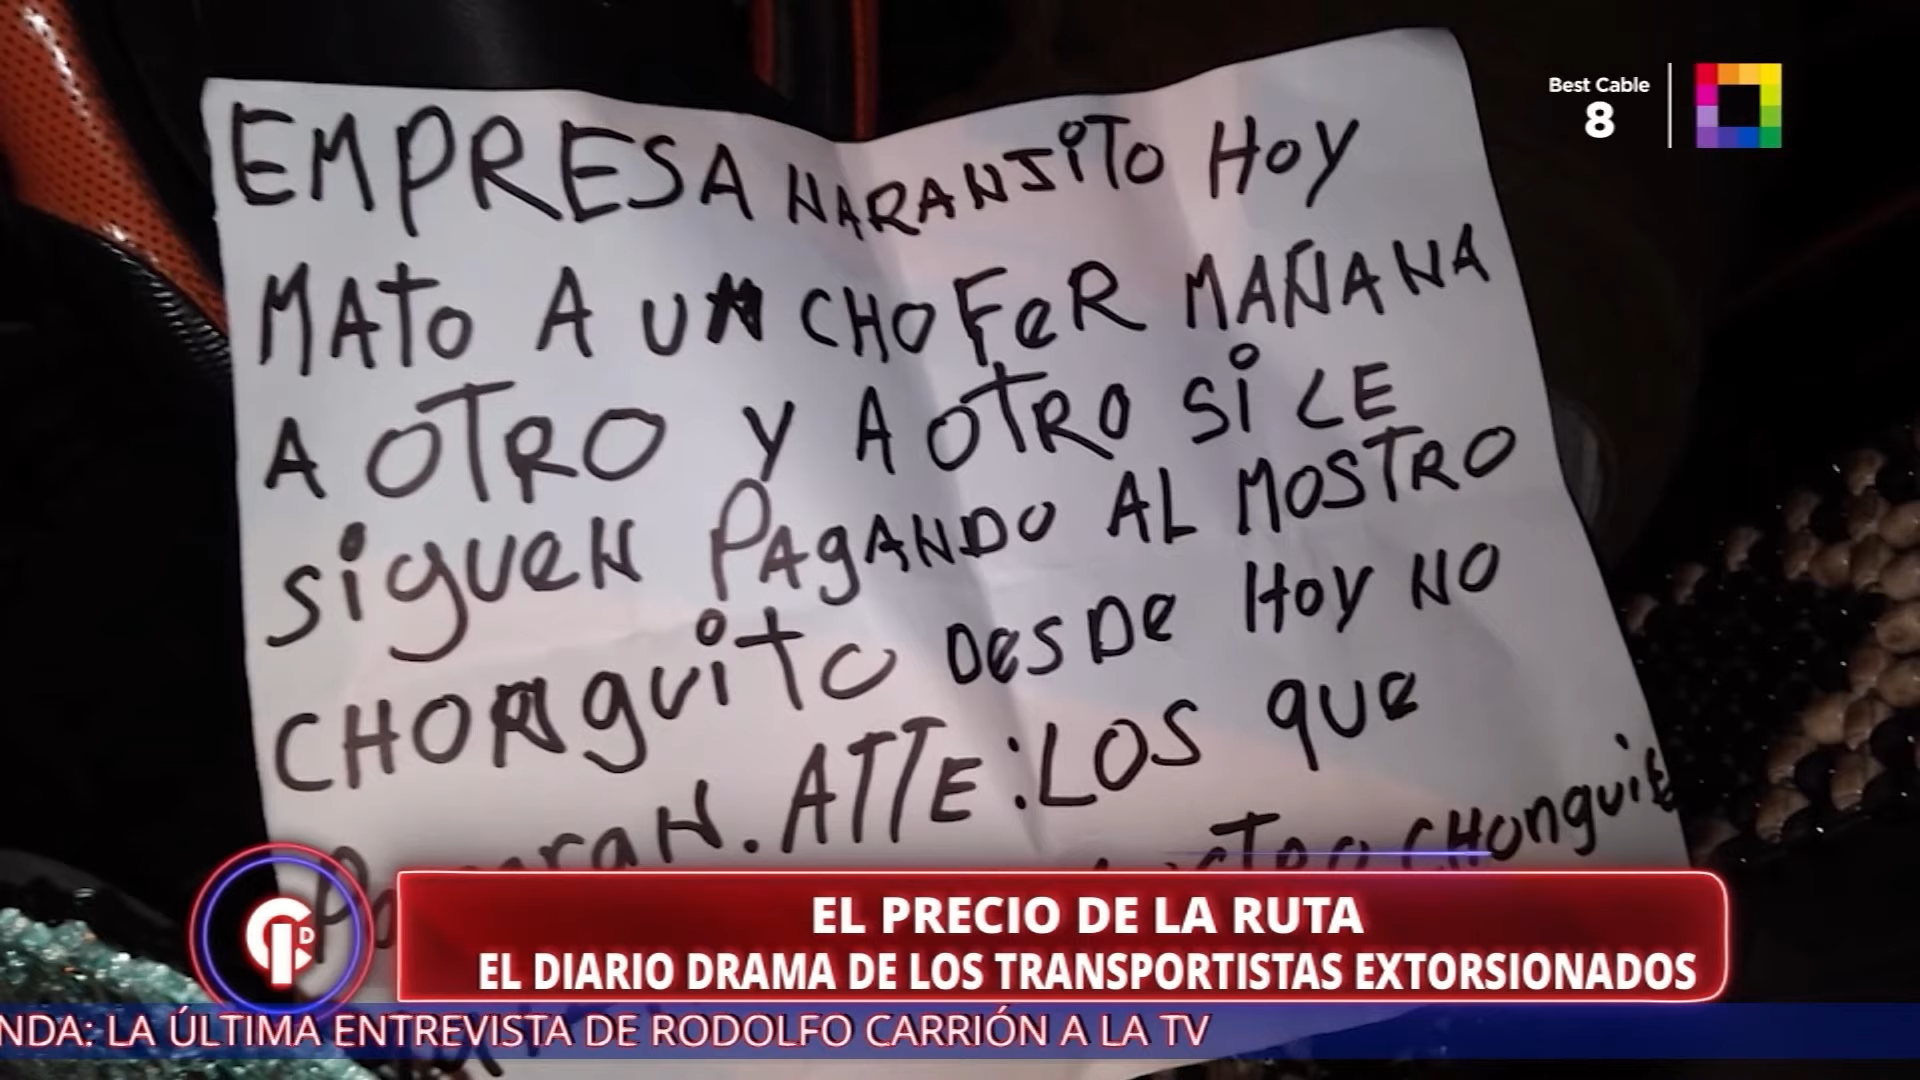 Best Cable
8
EMPRESA NARANJITO HOY
MATO A UN CHOFER MAÑANA
A OTRO Y A OTRO SI LE
SIGUEN PAGANDO AL MOSTRO
CHONGUITO DESDE HOY NO
ATTE: LOS QUE
EL PRECIO DE LA RUTA
EL DIARIO DRAMA DE LOS TRANSPORTISTAS EXTORSIONADOS
NDA: LA ÚLTIMA ENTREVISTA DE RODOLFO CARRIÓN A LA TV